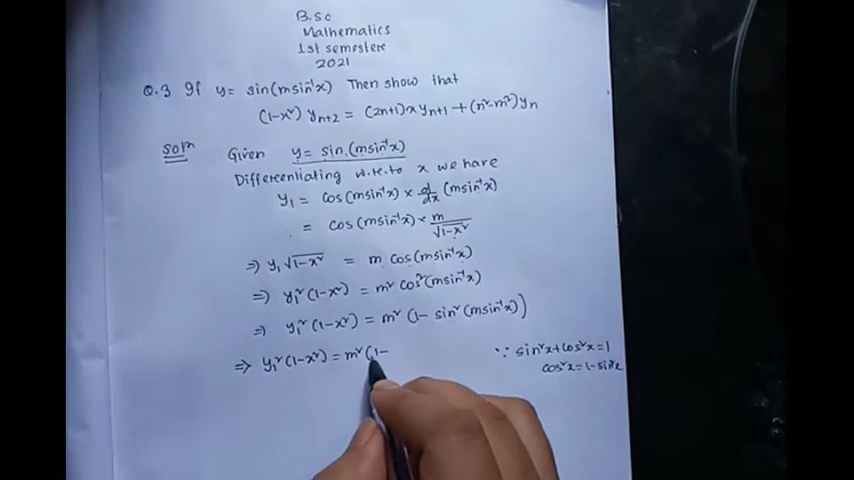 B.Sc
Mathematics
1st semestere
2021
Q.3 If y = sin(msin⁻¹x) Then show that
(1-x²) yₙ₊₂ = (2n+1)x yₙ₊₁ + (n²-m²)yₙ
Soln Given y = sin (msin⁻¹x)
Differentiating w.r.to x we have
y₁ = cos(msin⁻¹x) × d/dx (msin⁻¹x)
= cos(msin⁻¹x) × m/√1-x²
⇒ y₁ √1-x² = m cos(msin⁻¹x)
⇒ y₁² (1-x²) = m² cos²(msin⁻¹x)
⇒ y₁² (1-x²) = m² (1- sin² (msin⁻¹x))
⇒ y₁² (1-x²) = m² (1-
∵ sin²x+cos²x=1
cos²x=1-sin²x